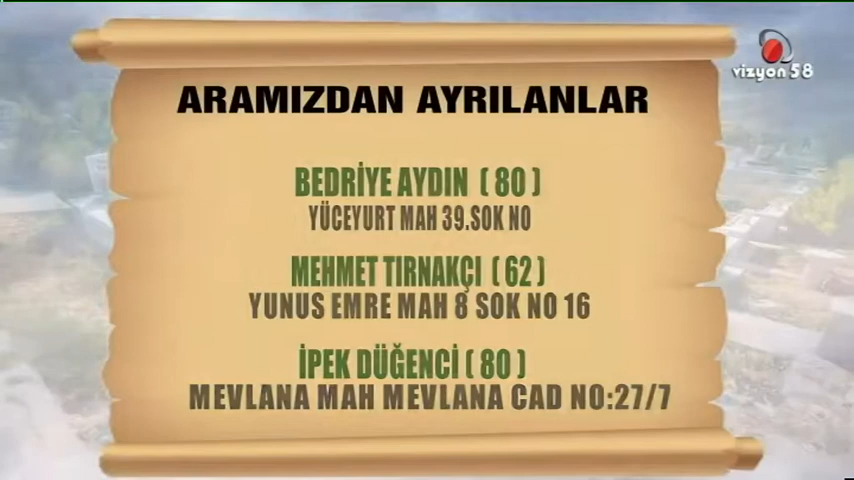 vizyon 58
ARAMIZDAN AYRILANLAR
BEDRİYE AYDIN ( 80 )
YÜCEYURT MAH 39.SOK NO
MEHMET TIRNAKÇI ( 62 )
YUNUS EMRE MAH 8 SOK NO 16
İPEK DÜĞENCİ ( 80 )
MEVLANA MAH MEVLANA CAD NO:27/7